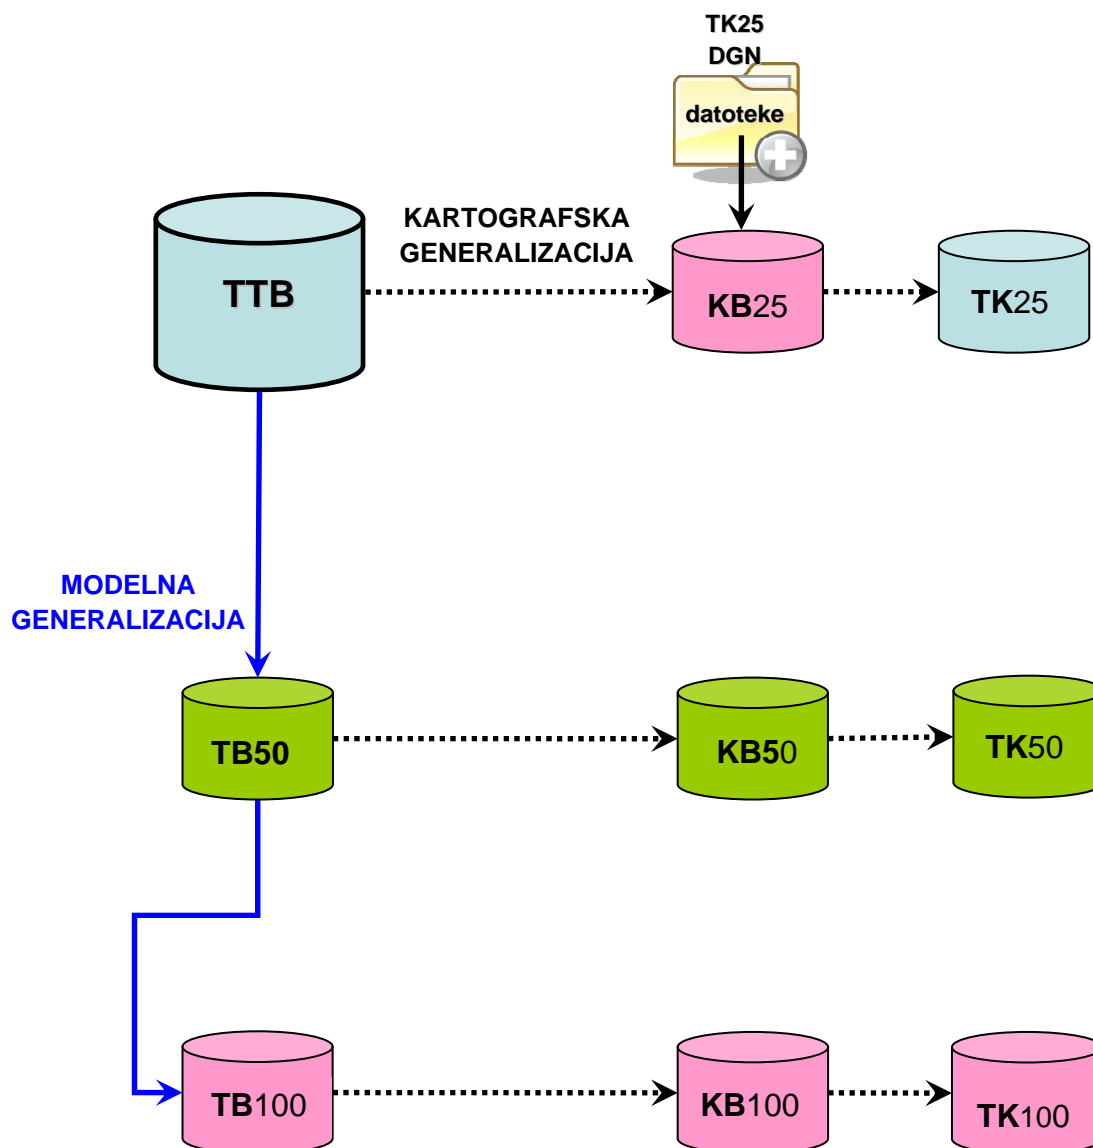 TK25
DGN
datoteke
KARTOGRAFSKA
GENERALIZACIJA
TTB
KB25
TK25
MODELNA
GENERALIZACIJA
TB50
KB50
TK50
TB100
KB100
TK100